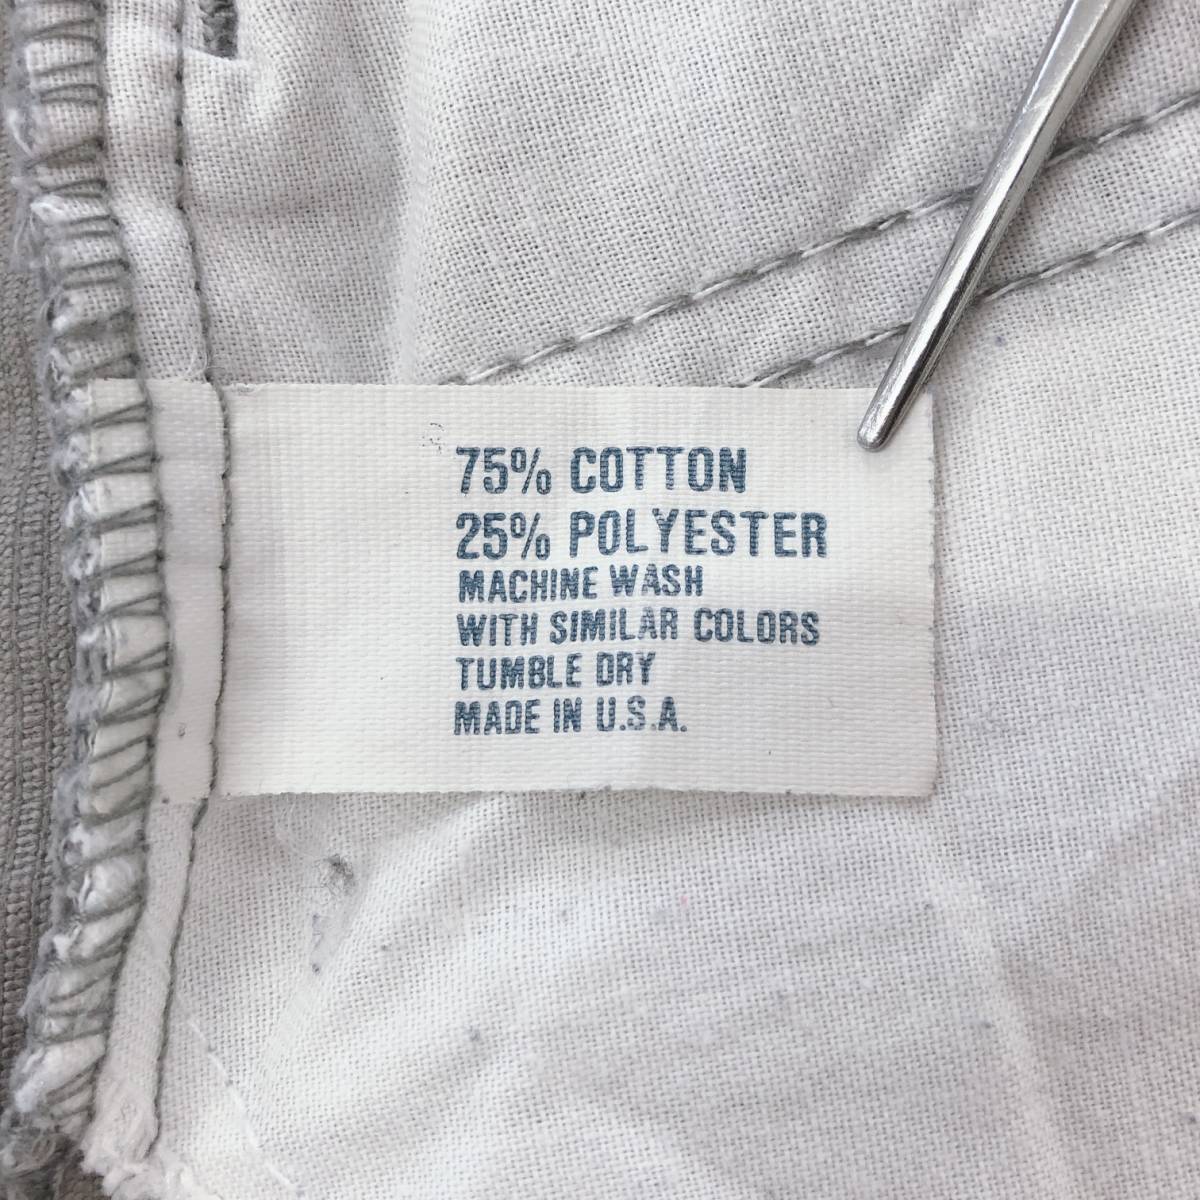 75% COTTON
25% POLYESTER
MACHINE WASH
WITH SIMILAR COLORS
TUMBLE DRY
MADE IN U.S.A.